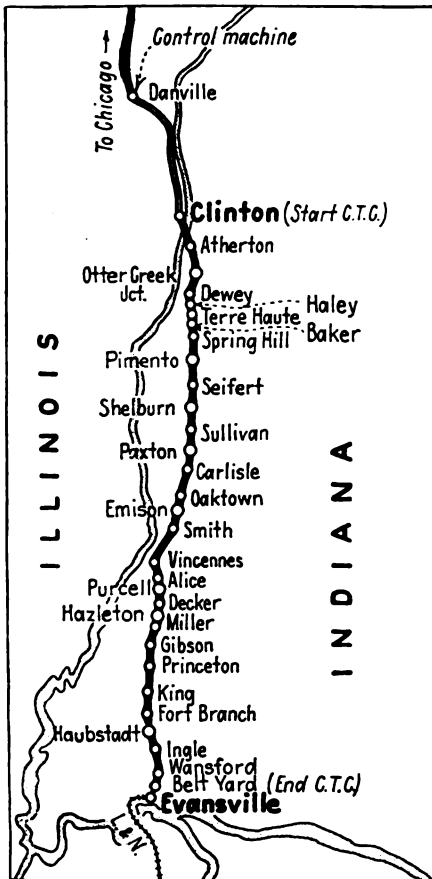 To Chicago →
Control machine
Danville
Clinton (Start C.T.C.)
Atherton
Otter Creek
Jct.
Dewey
Haley
Terre Haute
Baker
Spring Hill
Pimento
Seifert
Shelburn
Sullivan
Paxton
Carlisle
Oaktown
Emison
Smith
Vincennes
Alice
Purcell
Decker
Hazleton
Miller
Gibson
Princeton
King
Fort Branch
Haubstadt
Ingle
Wansford
Belt Yard (End C.T.C.)
Evansville
L & N.
ILLINOIS
INDIANA